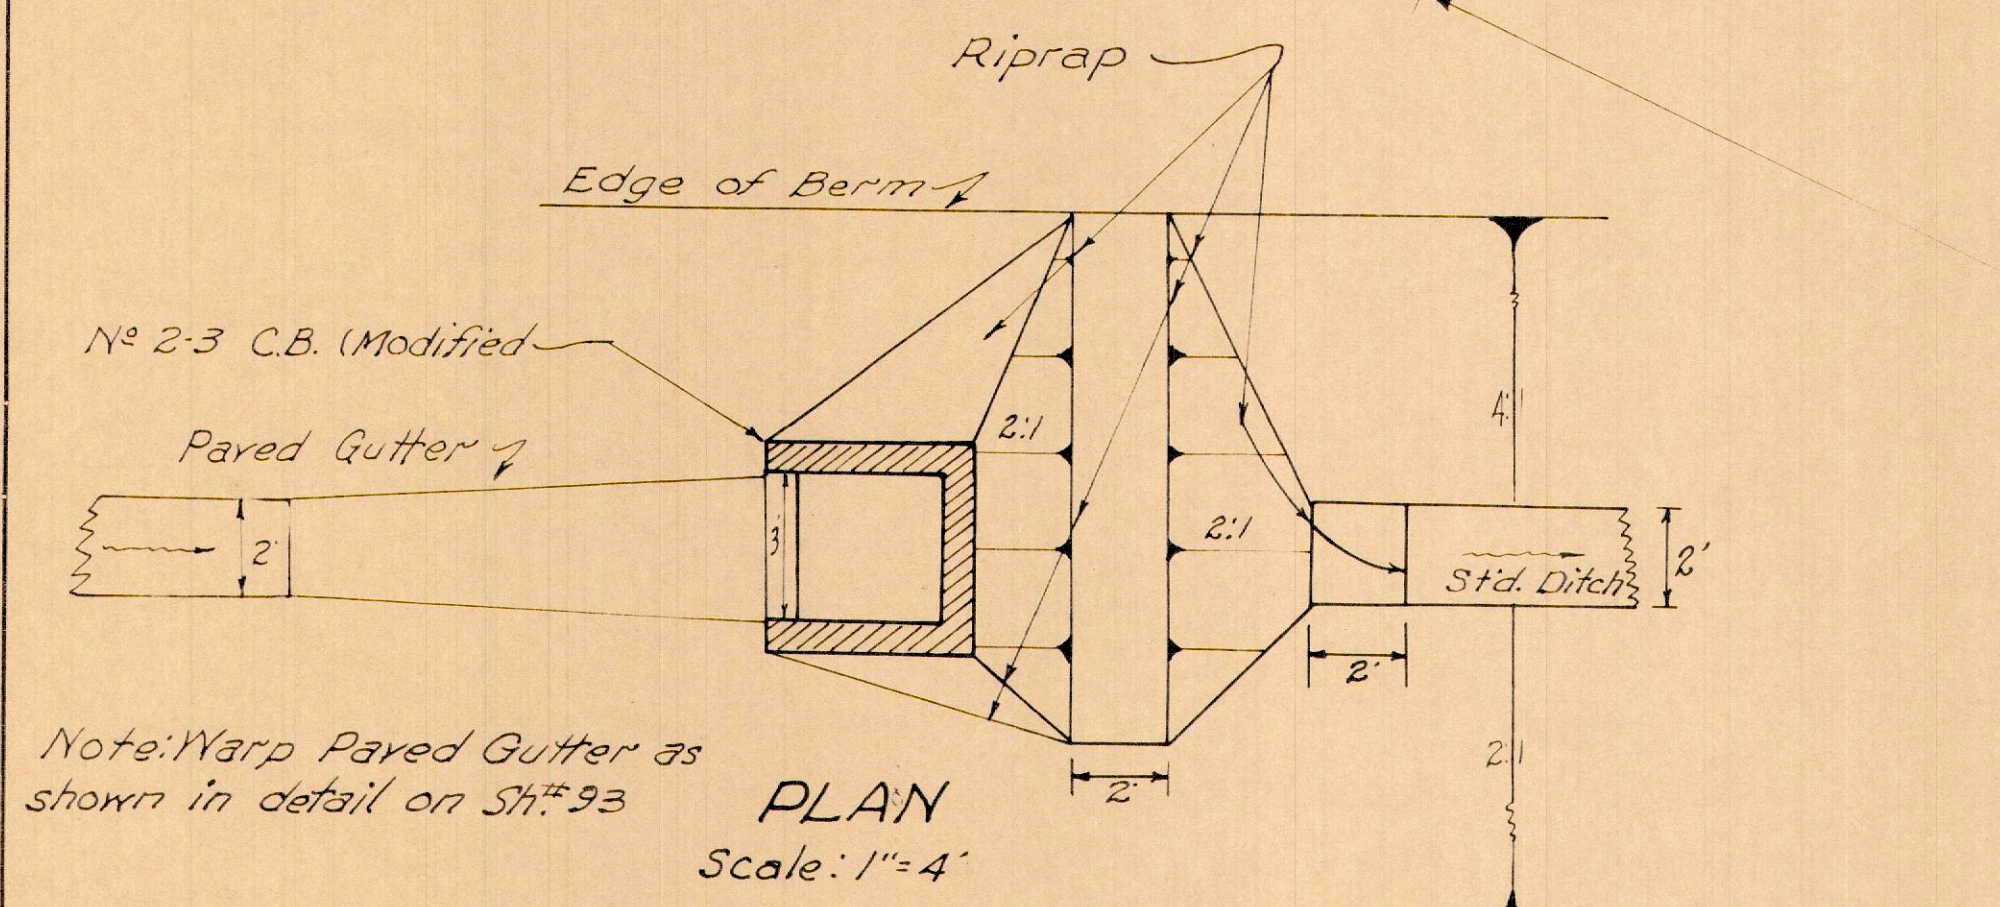 Riprap
Edge of Berm
Nº 2-3 C.B. (Modified
Paved Gutter
2:1
4:1
3'
2'
2:1
Std. Ditch
2'
2'
2:1
2'
Note: Warp Paved Gutter as
shown in detail on Sh.# 93
PLAN
Scale: 1"=4'